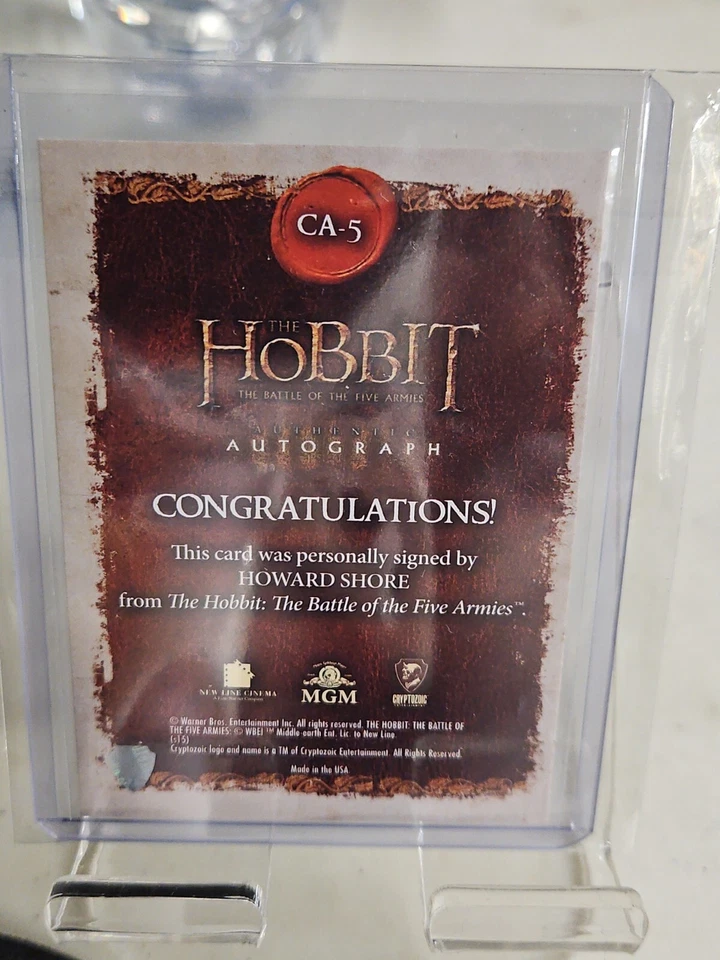 CA-5
THE
HOBBIT
THE BATTLE OF THE FIVE ARMIES
AUTHENTIC
AUTOGRAPH
CONGRATULATIONS!
This card was personally signed by
HOWARD SHORE
from The Hobbit: The Battle of the Five Armies™.
NEW LINE CINEMA
MGM
CRYPTOZOIC
© Warner Bros. Entertainment Inc. All rights reserved. THE HOBBIT: THE BATTLE OF
THE FIVE ARMIES: © WBEI ™ Middle-earth Ent. Lic. to New Line.
(s15)
Cryptozoic logo and name is a TM of Cryptozoic Entertainment. All Rights Reserved.
Made in the USA